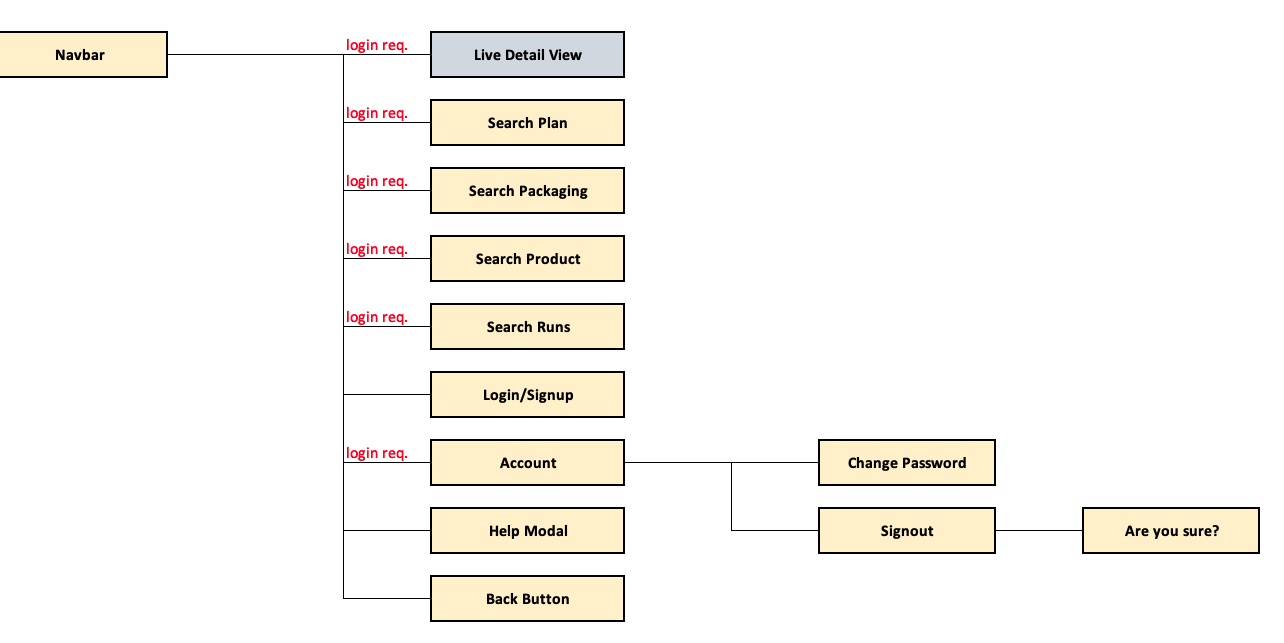 Navbar
login req.
Live Detail View
login req.
Search Plan
login req.
Search Packaging
login req.
Search Product
login req.
Search Runs
Login/Signup
login req.
Account
Change Password
Help Modal
Signout
Are you sure?
Back Button